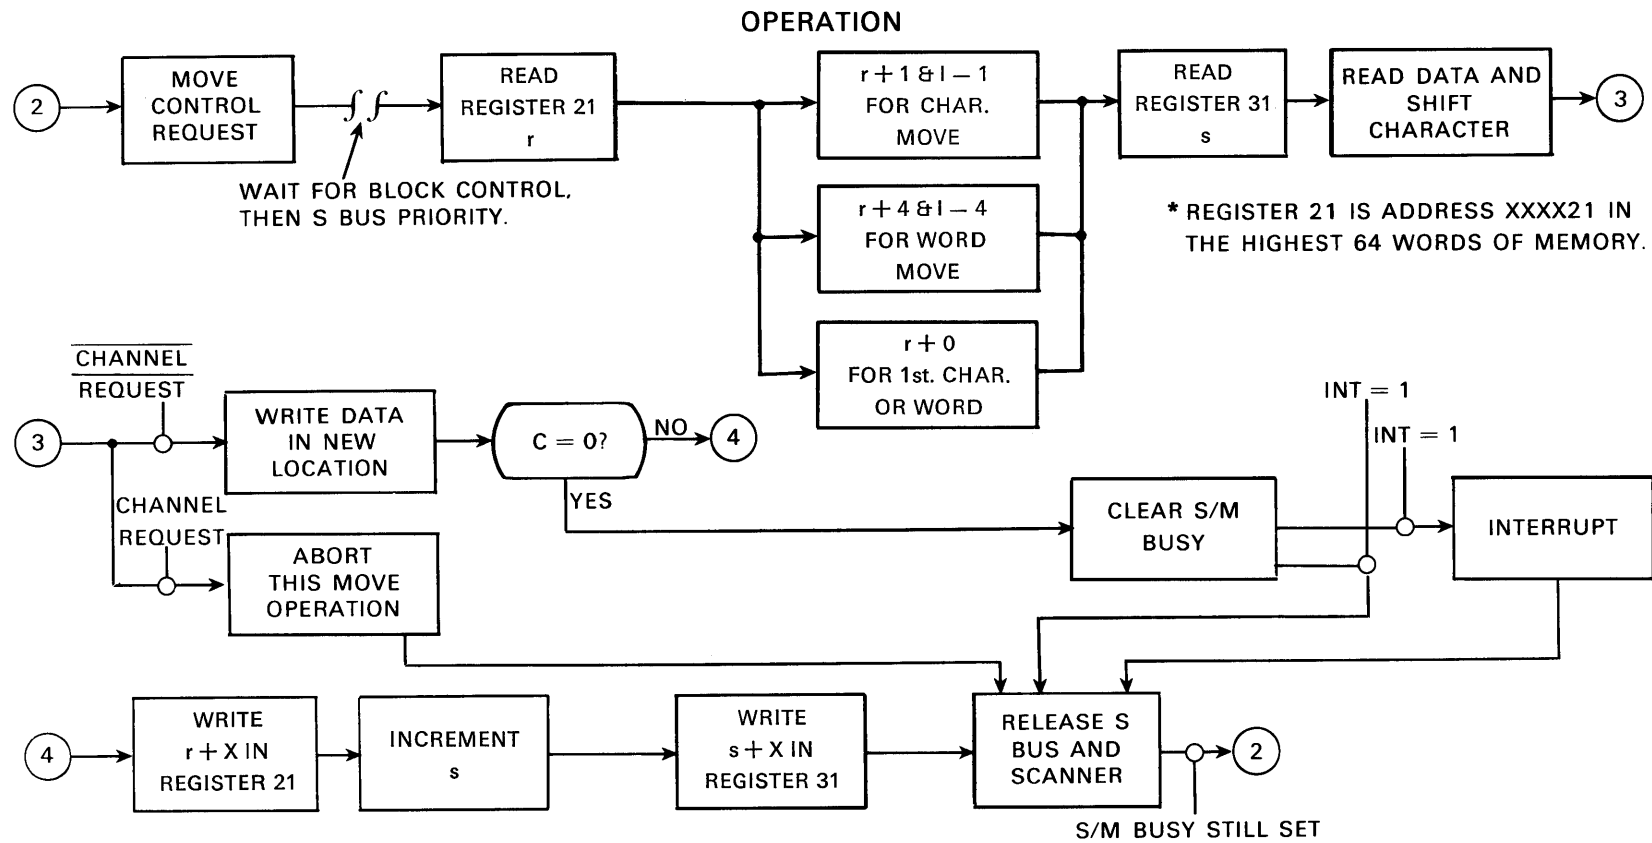 OPERATION
2
MOVE
CONTROL
REQUEST
WAIT FOR BLOCK CONTROL,
THEN S BUS PRIORITY.
READ
REGISTER 21
r
r + 1 & l – 1
FOR CHAR.
MOVE
r + 4 & l – 4
FOR WORD
MOVE
r + 0
FOR 1st. CHAR.
OR WORD
READ
REGISTER 31
s
READ DATA AND
SHIFT
CHARACTER
3
* REGISTER 21 IS ADDRESS XXXX21 IN
THE HIGHEST 64 WORDS OF MEMORY.
3
CHANNEL
REQUEST
WRITE DATA
IN NEW
LOCATION
C = 0?
NO
4
YES
CHANNEL
REQUEST
ABORT
THIS MOVE
OPERATION
CLEAR S/M
BUSY
INT = 1
INT = 1
INTERRUPT
4
WRITE
r + X IN
REGISTER 21
INCREMENT
s
WRITE
s + X IN
REGISTER 31
RELEASE S
BUS AND
SCANNER
2
S/M BUSY STILL SET